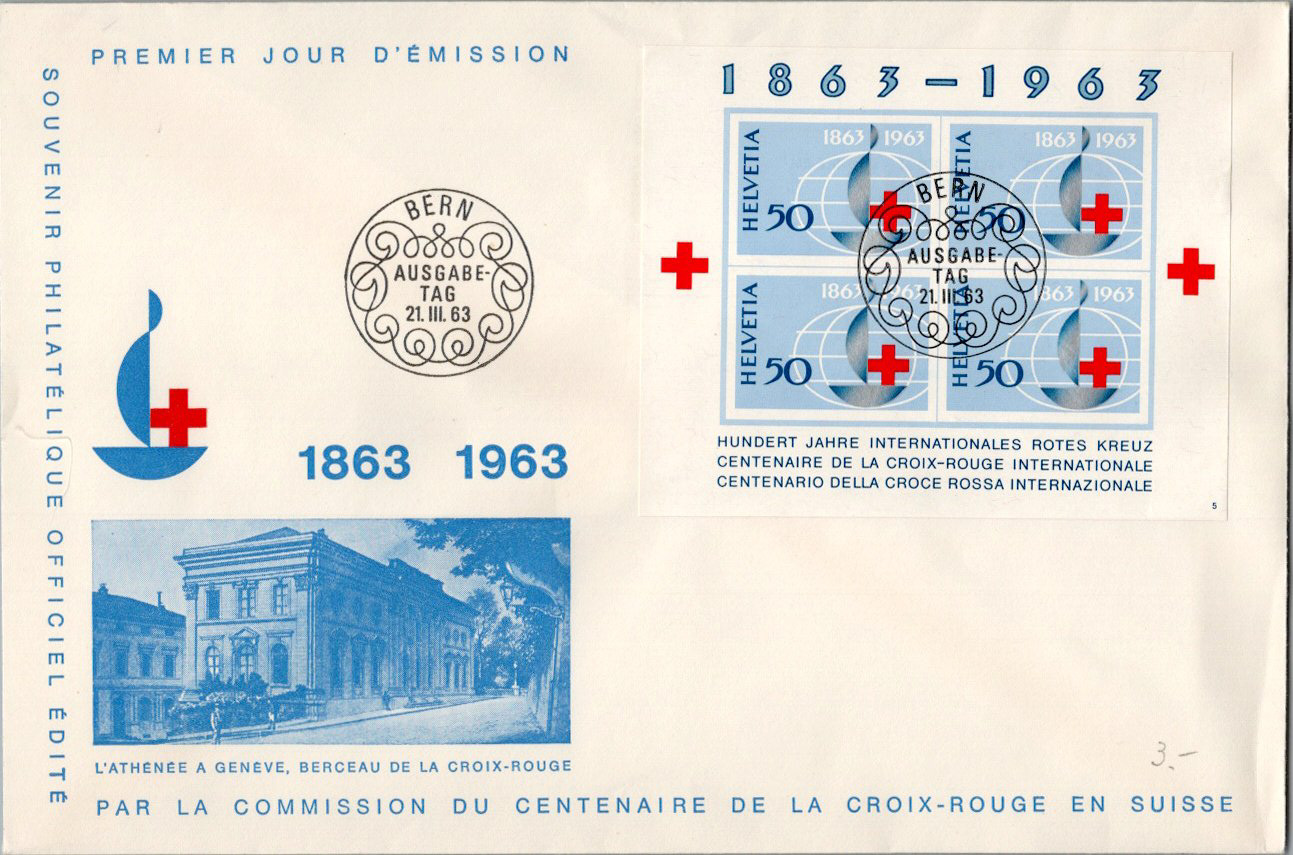 PREMIER JOUR D'ÉMISSION
SOUVENIR PHILATÉLIQUE OFFICIEL ÉDITÉ
PAR LA COMMISSION DU CENTENAIRE DE LA CROIX-ROUGE EN SUISSE
BERN
AUSGABE-
TAG
21. III. 63
1863 1963
L'ATHÉNÉE A GENÈVE, BERCEAU DE LA CROIX-ROUGE
1863-1963
1863 1963
HELVETIA
50
1863 1963
HELVETIA
50
BERN
AUSGABE-
TAG
21. III. 63
1863 1963
HELVETIA
50
1863 1963
HELVETIA
50
HUNDERT JAHRE INTERNATIONALES ROTES KREUZ
CENTENAIRE DE LA CROIX-ROUGE INTERNATIONALE
CENTENARIO DELLA CROCE ROSSA INTERNAZIONALE
5
3.-